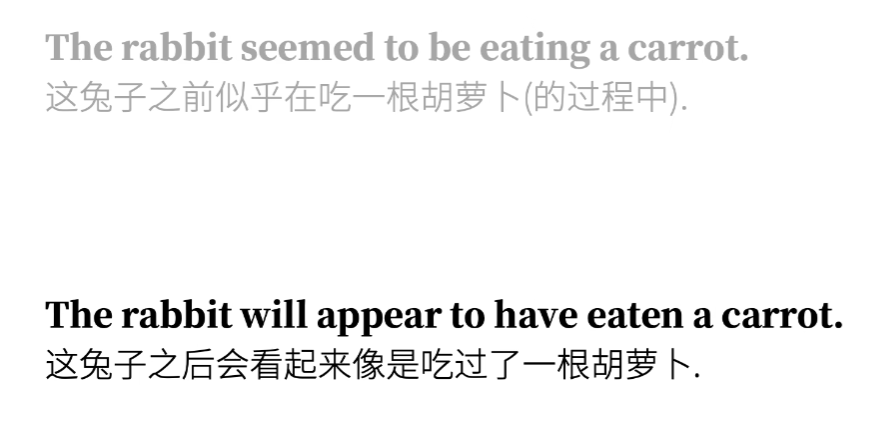 The rabbit seemed to be eating a carrot.
这兔子之前似乎在吃一根胡萝卜(的过程中).
The rabbit will appear to have eaten a carrot.
这兔子之后会看起来像是吃过了一根胡萝卜.